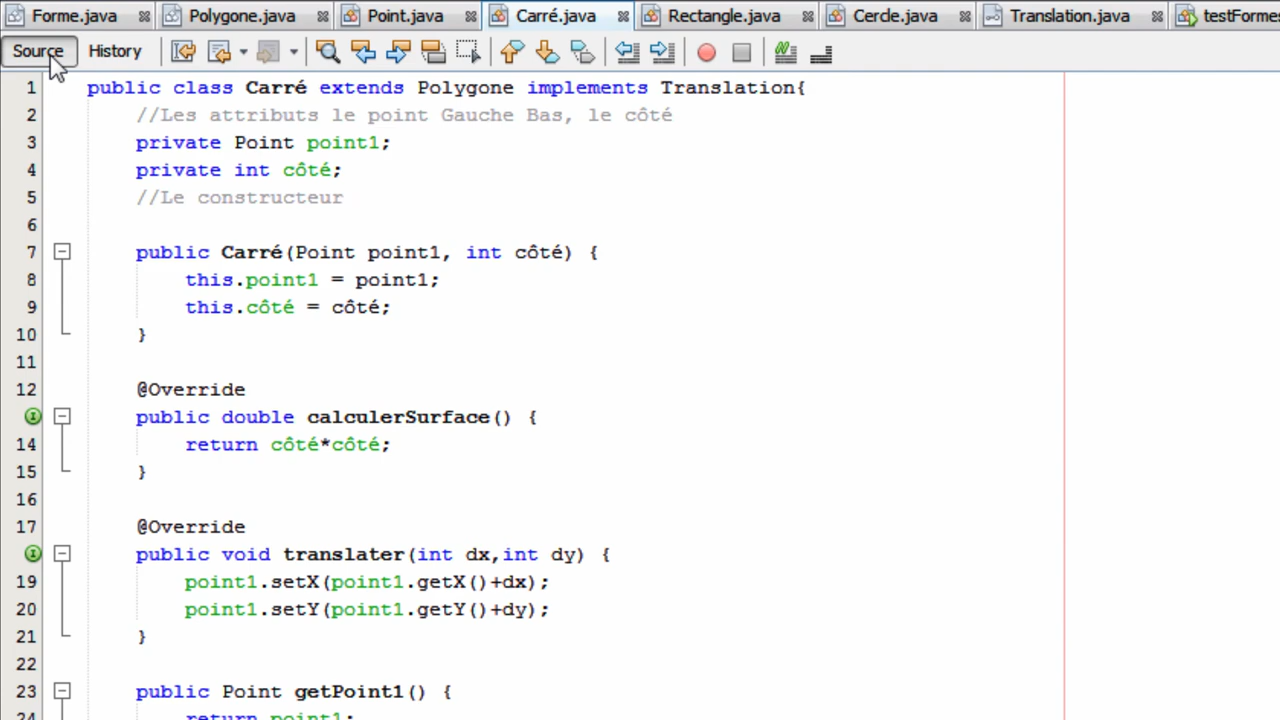 Forme.java Polygone.java Point.java Carré.java Rectangle.java Cercle.java Translation.java testFormes
Source History
1 public class Carré extends Polygone implements Translation{
2 //Les attributs le point Gauche Bas, le côté
3 private Point point1;
4 private int côté;
5 //Le constructeur
6
7 public Carré(Point point1, int côté) {
8 this.point1 = point1;
9 this.côté = côté;
10 }
11
12 @Override
public double calculerSurface() {
14 return côté*côté;
15 }
16
17 @Override
public void translater(int dx,int dy) {
19 point1.setX(point1.getX()+dx);
20 point1.setY(point1.getY()+dy);
21 }
22
23 public Point getPoint1() {
24 return point1;